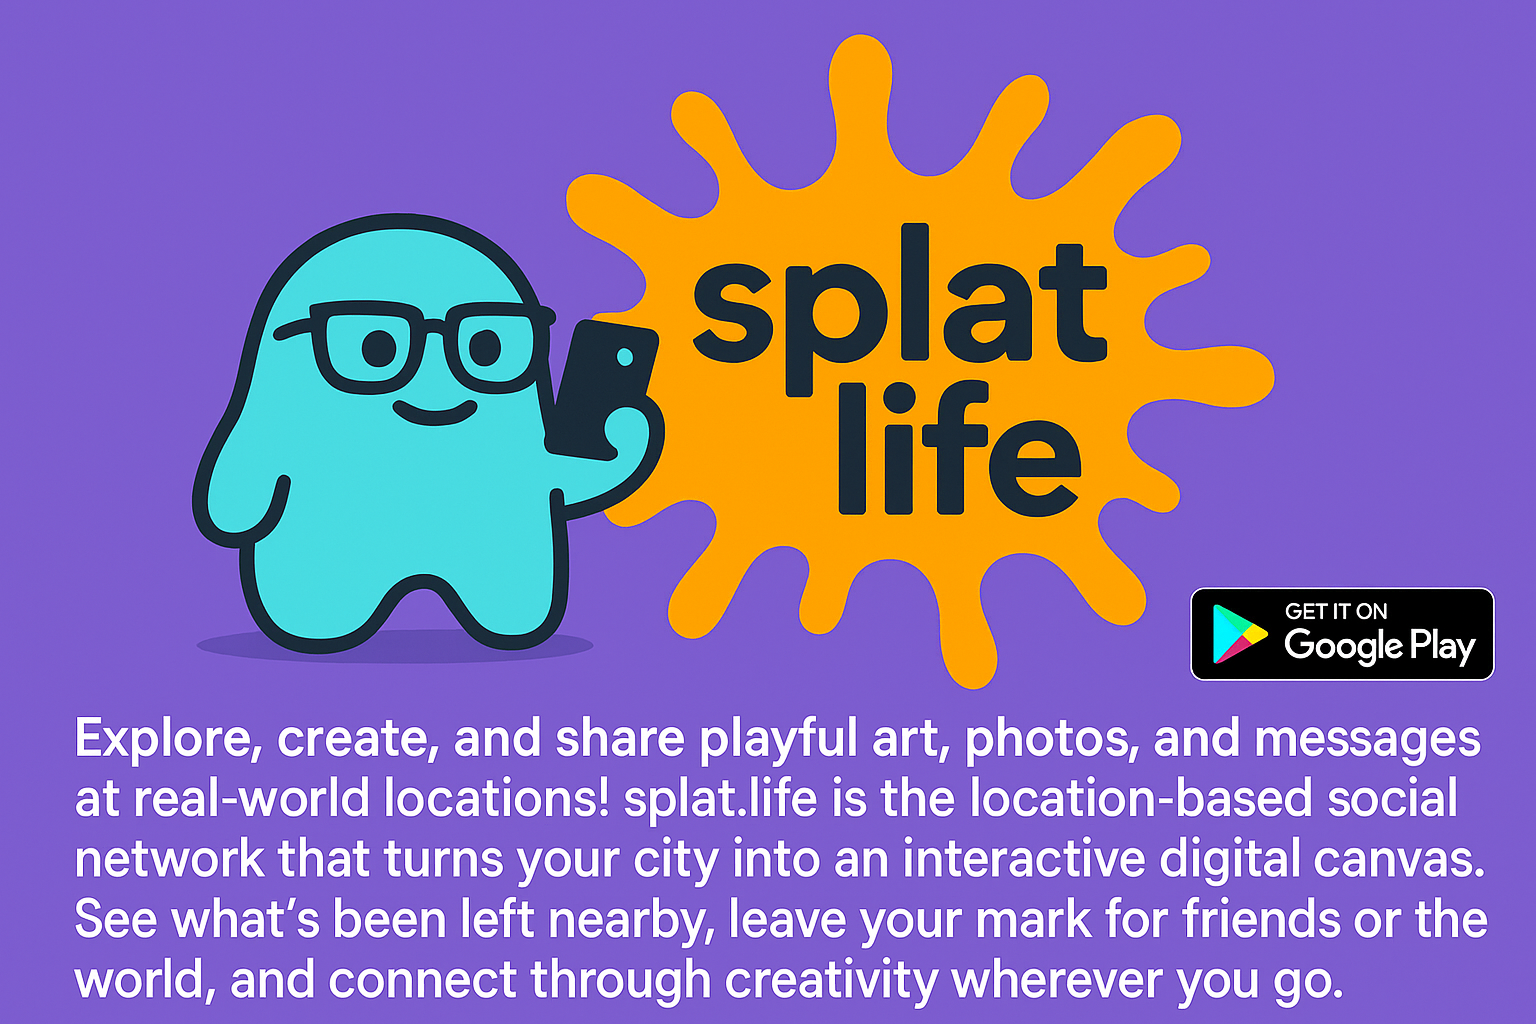 splat
life
GET IT ON
Google Play
Explore, create, and share playful art, photos, and messages
at real-world locations! splat.life is the location-based social
network that turns your city into an interactive digital canvas.
See what’s been left nearby, leave your mark for friends or the
world, and connect through creativity wherever you go.